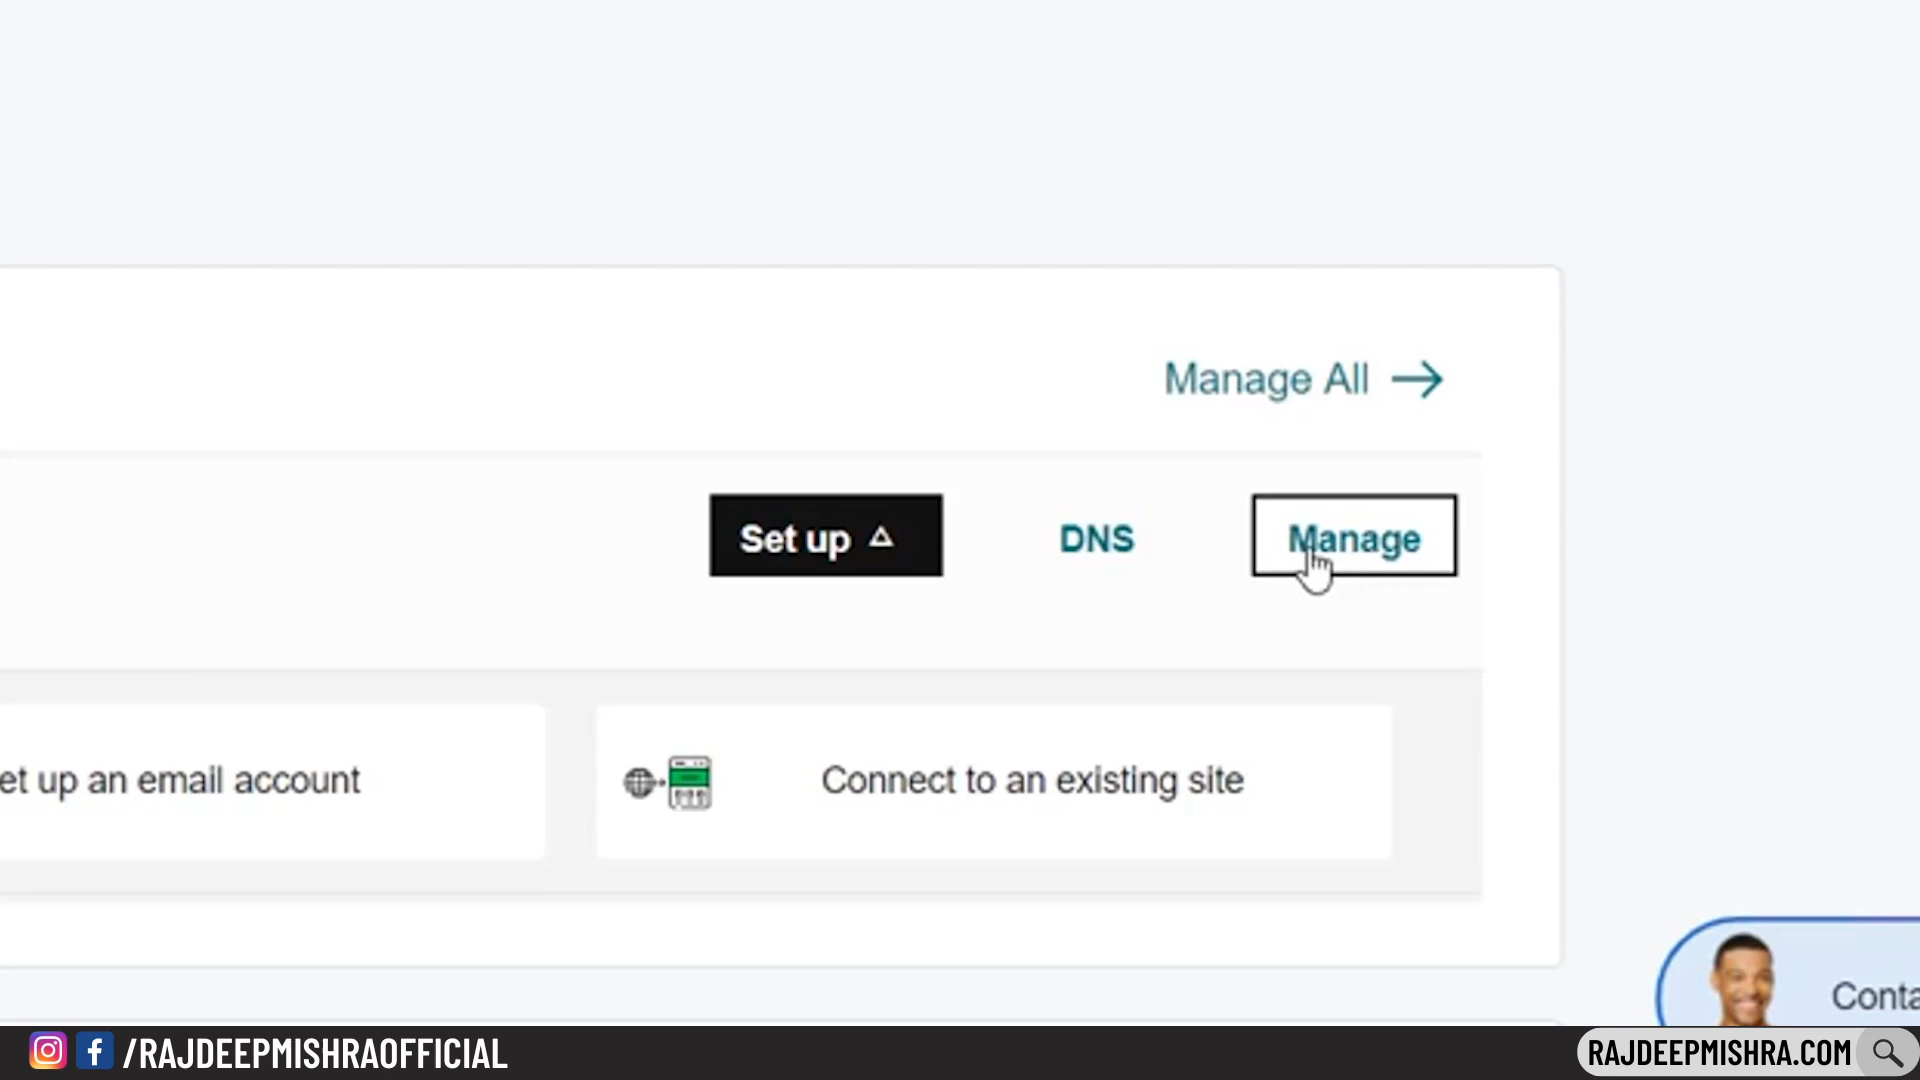 Manage All
Set up
DNS
Manage
et up an email account
Connect to an existing site
Conta
/RAJDEEPMISHRAOFFICIAL
RAJDEEPMISHRA.COM